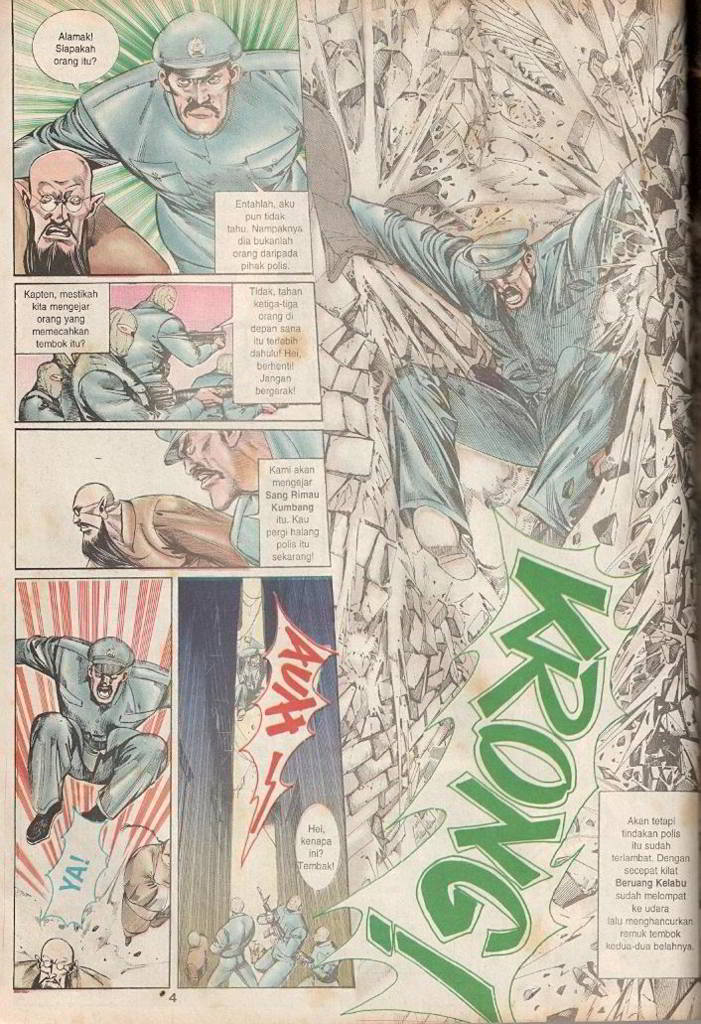 Alamak!
Siapakah
orang itu?
Entahlah, aku
pun tidak
tahu. Nampaknya
dia bukanlah
orang daripada
pihak polis.
Kapten, mestikah
kita mengejar
orang yang
memecahkan
tembok itu?
Tidak, tahan
ketiga-tiga
orang di
depan sana
itu terlebih
dahulu! Hei,
berhenti!
Jangan
bergerak!
Kami akan
mengejar
Sang Rimau
Kumbang
itu. Kau
pergi halang
polis itu
sekarang!
YA!
AUH
Hei,
kenapa
ini?
Tembak!
KRONG!
Akan tetapi
tindakan polis
itu sudah
terlambat. Dengan
secepat kilat
Beruang Kelabu
sudah melompat
ke udara
lalu menghancurkan
remuk tembok
kedua-dua belahnya.
4